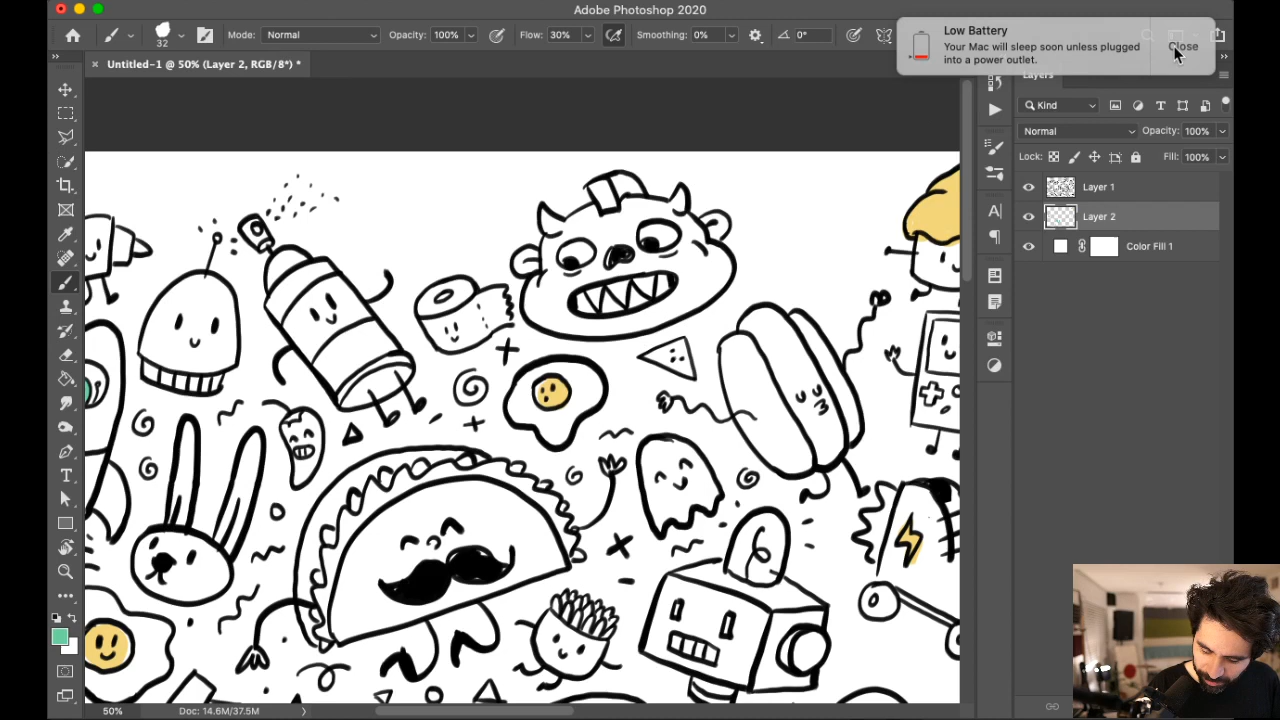 Adobe Photoshop 2020
32
Mode: Normal
Opacity: 100%
Flow: 30%
Smoothing: 0%
0°
Low Battery
Your Mac will sleep soon unless plugged
into a power outlet.
Close
× Untitled-1 @ 50% (Layer 2, RGB/8*) *
Layers
Kind
Normal
Opacity: 100%
Lock:
Fill: 100%
Layer 1
Layer 2
Color Fill 1
50%
Doc: 14.6M/37.5M